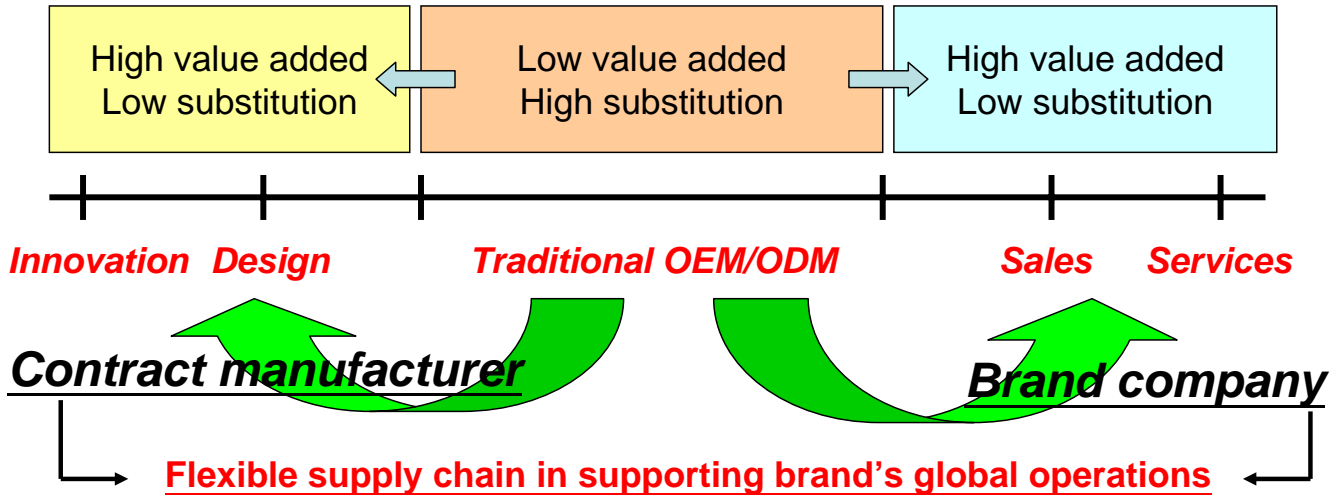 High value added
Low substitution
Low value added
High substitution
High value added
Low substitution
Innovation Design Traditional OEM/ODM Sales Services
Contract manufacturer
Brand company
Flexible supply chain in supporting brand’s global operations